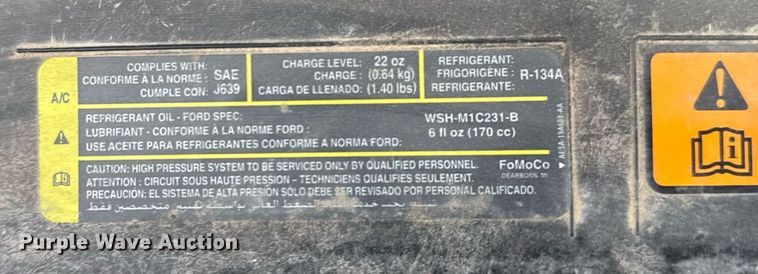 A/C
COMPLIES WITH:
CONFORME À LA NORME : SAE
CUMPLE CON: J639
CHARGE LEVEL: 22 oz
CHARGE : (0.64 kg)
CARGA DE LLENADO: (1.40 lbs)
REFRIGERANT:
FRIGORIGÈNE : R-134A
REFRIGERANTE:
REFRIGERANT OIL - FORD SPEC: WSH-M1C231-B
LUBRIFIANT - CONFORME À LA NORME FORD : 6 fl oz (170 cc)
USE ACEITE PARA REFRIGERANTES CONFORME A NORMA FORD:
CAUTION: HIGH PRESSURE SYSTEM TO BE SERVICED ONLY BY QUALIFIED PERSONNEL.
ATTENTION : CIRCUIT SOUS HAUTE PRESSION - TECHNICIENS QUALIFIÉS SEULEMENT.
PRECAUCIÓN: EL SISTEMA DE ALTA PRESIÓN SOLO DEBE SER REVISADO POR PERSONAL CALIFICADO.
FoMoCo
DEARBORN, MI
Purple Wave Auction